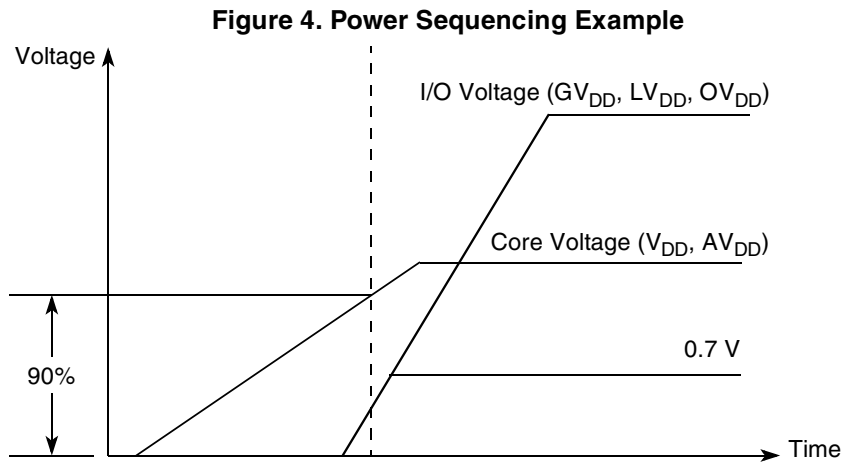 Figure 4. Power Sequencing Example
Voltage
I/O Voltage (GVDD, LVDD, OVDD)
Core Voltage (VDD, AVDD)
0.7 V
90%
Time